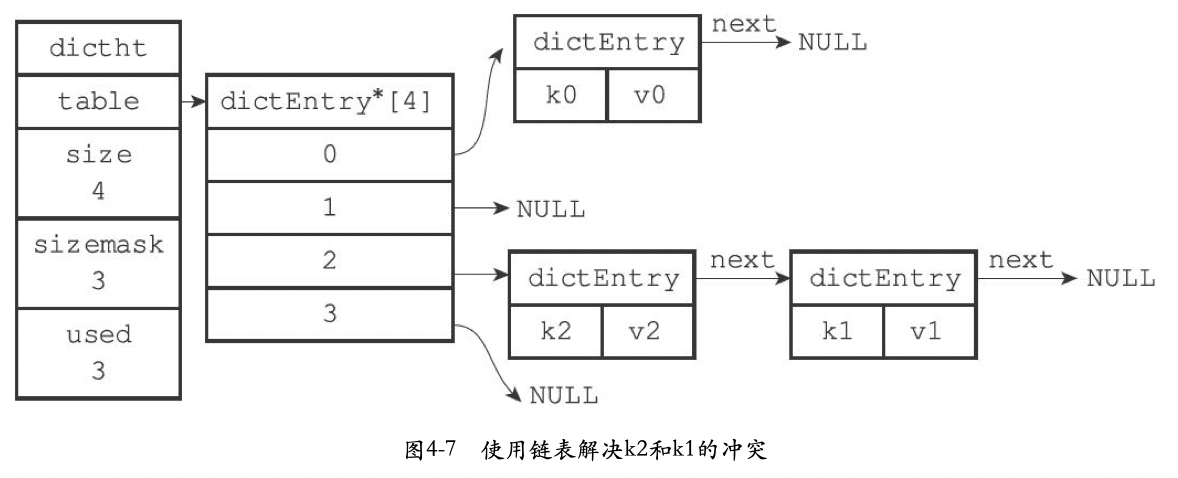 dictht
table
size
4
sizemask
3
used
3
dictEntry*[4]
0
1
2
3
dictEntry
k0 v0
next
NULL
NULL
dictEntry
k2 v2
next
dictEntry
k1 v1
next
NULL
NULL
图4-7 使用链表解决k2和k1的冲突